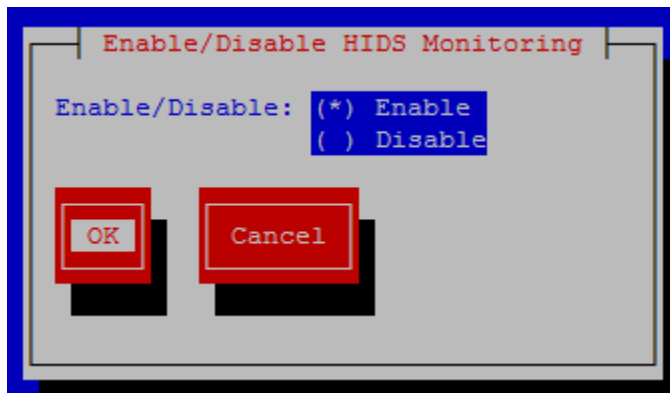 Enable/Disable HIDS Monitoring
Enable/Disable: (*) Enable
( ) Disable
OK Cancel